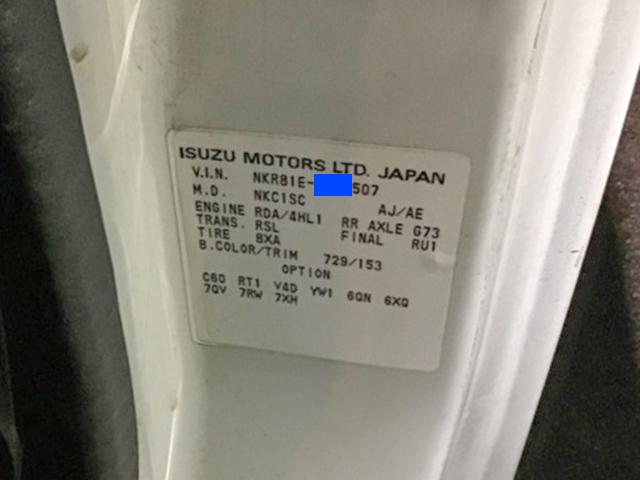 ISUZU MOTORS LTD. JAPAN
V.I.N. NKR81E- 507
M.D. NKC1SC AJ/AE
ENGINE RDA/4HL1 RR AXLE G73
TRANS. RSL FINAL RU1
TIRE BXA
B.COLOR/TRIM 729/153
OPTION
C60 RT1 V4D YW1 6QN 6XQ
7QV 7RW 7XH